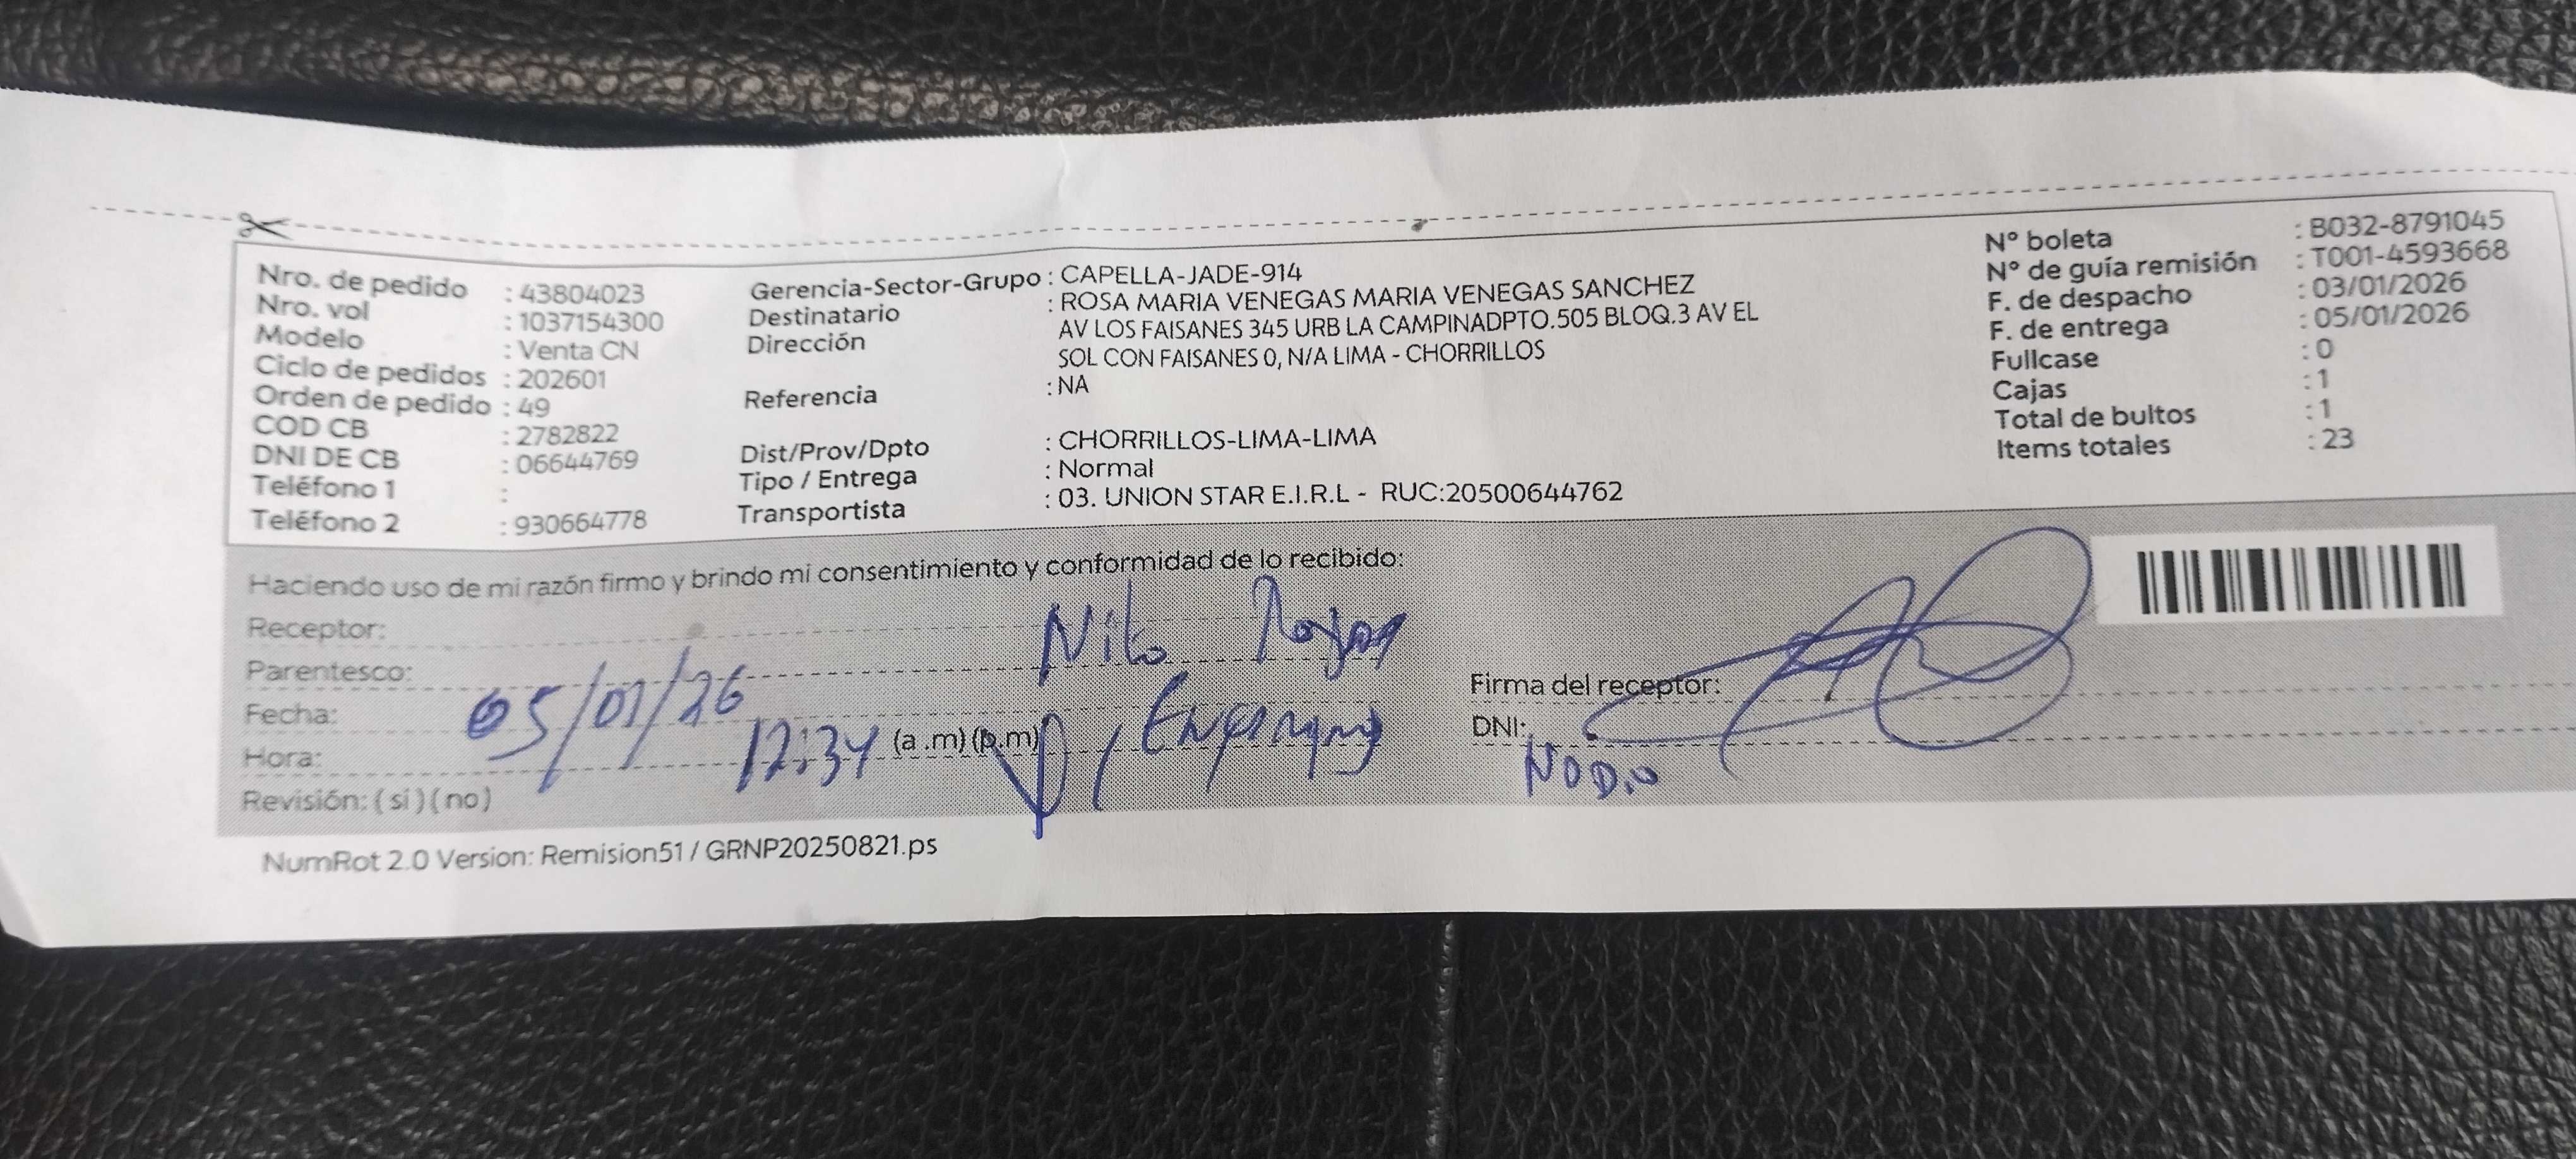 Nro. de pedido : 43804023
Nro. vol : 1037154300
Modelo : Venta CN
Ciclo de pedidos : 202601
Orden de pedido : 49
COD CB : 2782822
DNI DE CB : 06644769
Teléfono 1 :
Teléfono 2 : 930664778
Gerencia-Sector-Grupo : CAPELLA-JADE-914
Destinatario : ROSA MARIA VENEGAS MARIA VENEGAS SANCHEZ
Dirección AV LOS FAISANES 345 URB LA CAMPINADPTO.505 BLOQ.3 AV EL
SOL CON FAISANES 0, N/A LIMA - CHORRILLOS
Referencia : NA
Dist/Prov/Dpto : CHORRILLOS-LIMA-LIMA
Tipo / Entrega : Normal
Transportista : 03. UNION STAR E.I.R.L - RUC:20500644762
N° boleta : B032-8791045
N° de guía remisión : T001-4593668
F. de despacho : 03/01/2026
F. de entrega : 05/01/2026
Fullcase : 0
Cajas : 1
Total de bultos : 1
Items totales : 23
Haciendo uso de mi razón firmo y brindo mi consentimiento y conformidad de lo recibido:
Receptor: Nilo Rojas
Parentesco:
Fecha: 05/01/26
Hora: 12:34 (a.m) (p.m)
Revisión: ( si ) ( no )
Firma del receptor:
DNI:
NO DIO
NumRot 2.0 Version: Remision51 / GRNP20250821.ps